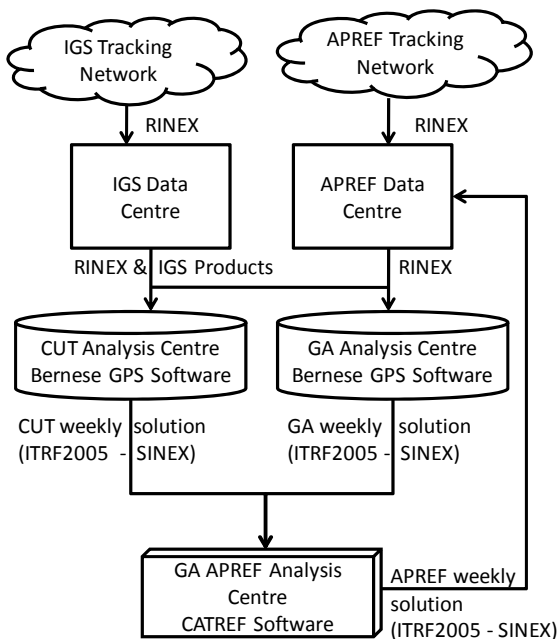 IGS Tracking
Network
APREF Tracking
Network
RINEX
RINEX
IGS Data
Centre
APREF Data
Centre
RINEX & IGS Products
RINEX
CUT Analysis Centre
Bernese GPS Software
GA Analysis Centre
Bernese GPS Software
CUT weekly solution
(ITRF2005 - SINEX)
GA weekly solution
(ITRF2005 - SINEX)
GA APREF Analysis
Centre
CATREF Software
APREF weekly
solution
(ITRF2005 - SINEX)